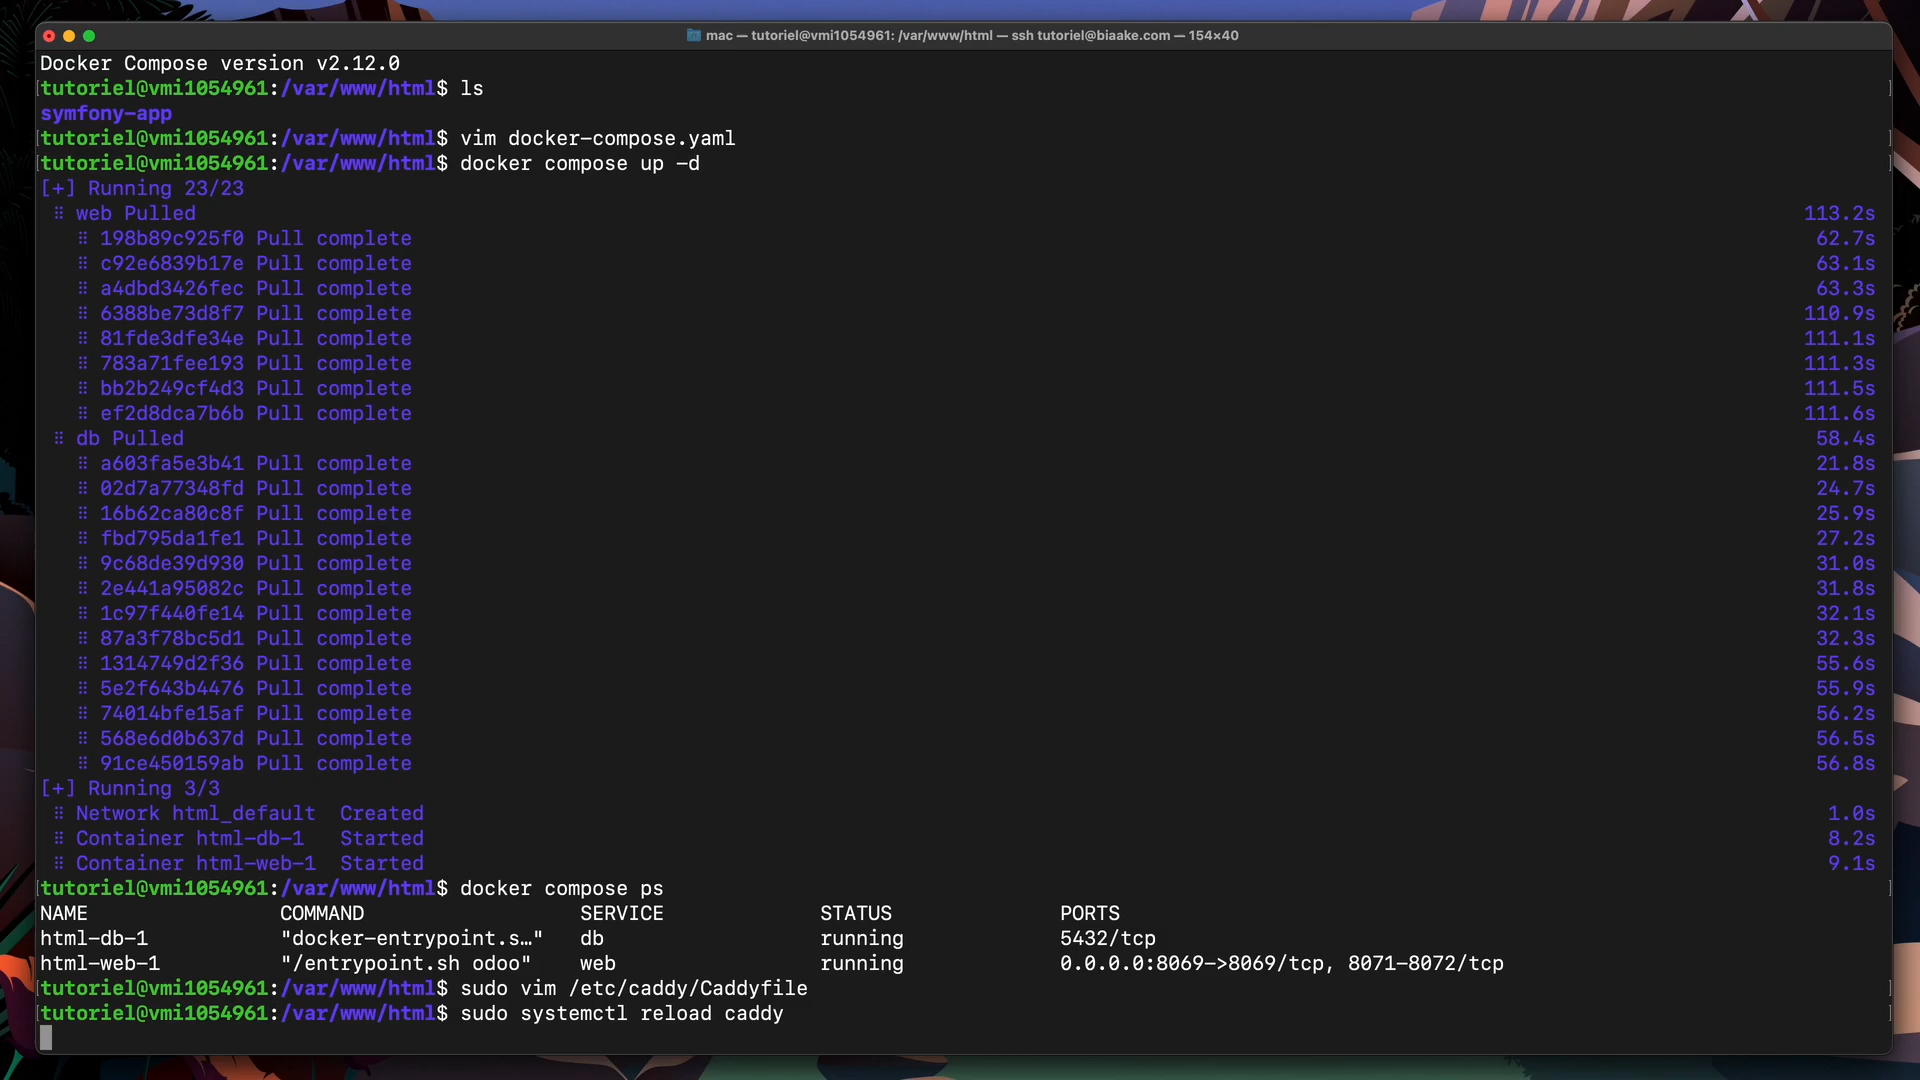 mac — tutoriel@vmi1054961: /var/www/html — ssh tutoriel@biaake.com — 154×40
Docker Compose version v2.12.0
[tutoriel@vmi1054961:/var/www/html$ ls ]
symfony-app
[tutoriel@vmi1054961:/var/www/html$ vim docker-compose.yaml ]
[tutoriel@vmi1054961:/var/www/html$ docker compose up -d ]
[+] Running 23/23
⠿ web Pulled 113.2s
⠿ 198b89c925f0 Pull complete 62.7s
⠿ c92e6839b17e Pull complete 63.1s
⠿ a4dbd3426fec Pull complete 63.3s
⠿ 6388be73d8f7 Pull complete 110.9s
⠿ 81fde3dfe34e Pull complete 111.1s
⠿ 783a71fee193 Pull complete 111.3s
⠿ bb2b249cf4d3 Pull complete 111.5s
⠿ ef2d8dca7b6b Pull complete 111.6s
⠿ db Pulled 58.4s
⠿ a603fa5e3b41 Pull complete 21.8s
⠿ 02d7a77348fd Pull complete 24.7s
⠿ 16b62ca80c8f Pull complete 25.9s
⠿ fbd795da1fe1 Pull complete 27.2s
⠿ 9c68de39d930 Pull complete 31.0s
⠿ 2e441a95082c Pull complete 31.8s
⠿ 1c97f440fe14 Pull complete 32.1s
⠿ 87a3f78bc5d1 Pull complete 32.3s
⠿ 1314749d2f36 Pull complete 55.6s
⠿ 5e2f643b4476 Pull complete 55.9s
⠿ 74014bfe15af Pull complete 56.2s
⠿ 568e6d0b637d Pull complete 56.5s
⠿ 91ce450159ab Pull complete 56.8s
[+] Running 3/3
⠿ Network html_default Created 1.0s
⠿ Container html-db-1 Started 8.2s
⠿ Container html-web-1 Started 9.1s
[tutoriel@vmi1054961:/var/www/html$ docker compose ps ]
NAME COMMAND SERVICE STATUS PORTS
html-db-1 "docker-entrypoint.s…" db running 5432/tcp
html-web-1 "/entrypoint.sh odoo" web running 0.0.0.0:8069->8069/tcp, 8071-8072/tcp
[tutoriel@vmi1054961:/var/www/html$ sudo vim /etc/caddy/Caddyfile ]
[tutoriel@vmi1054961:/var/www/html$ sudo systemctl reload caddy ]